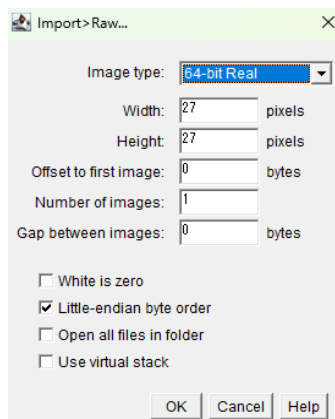 Import>Raw...
Image type: 64-bit Real
Width: 27 pixels
Height: 27 pixels
Offset to first image: 0 bytes
Number of images: 1
Gap between images: 0 bytes
White is zero
Little-endian byte order
Open all files in folder
Use virtual stack
OK Cancel Help